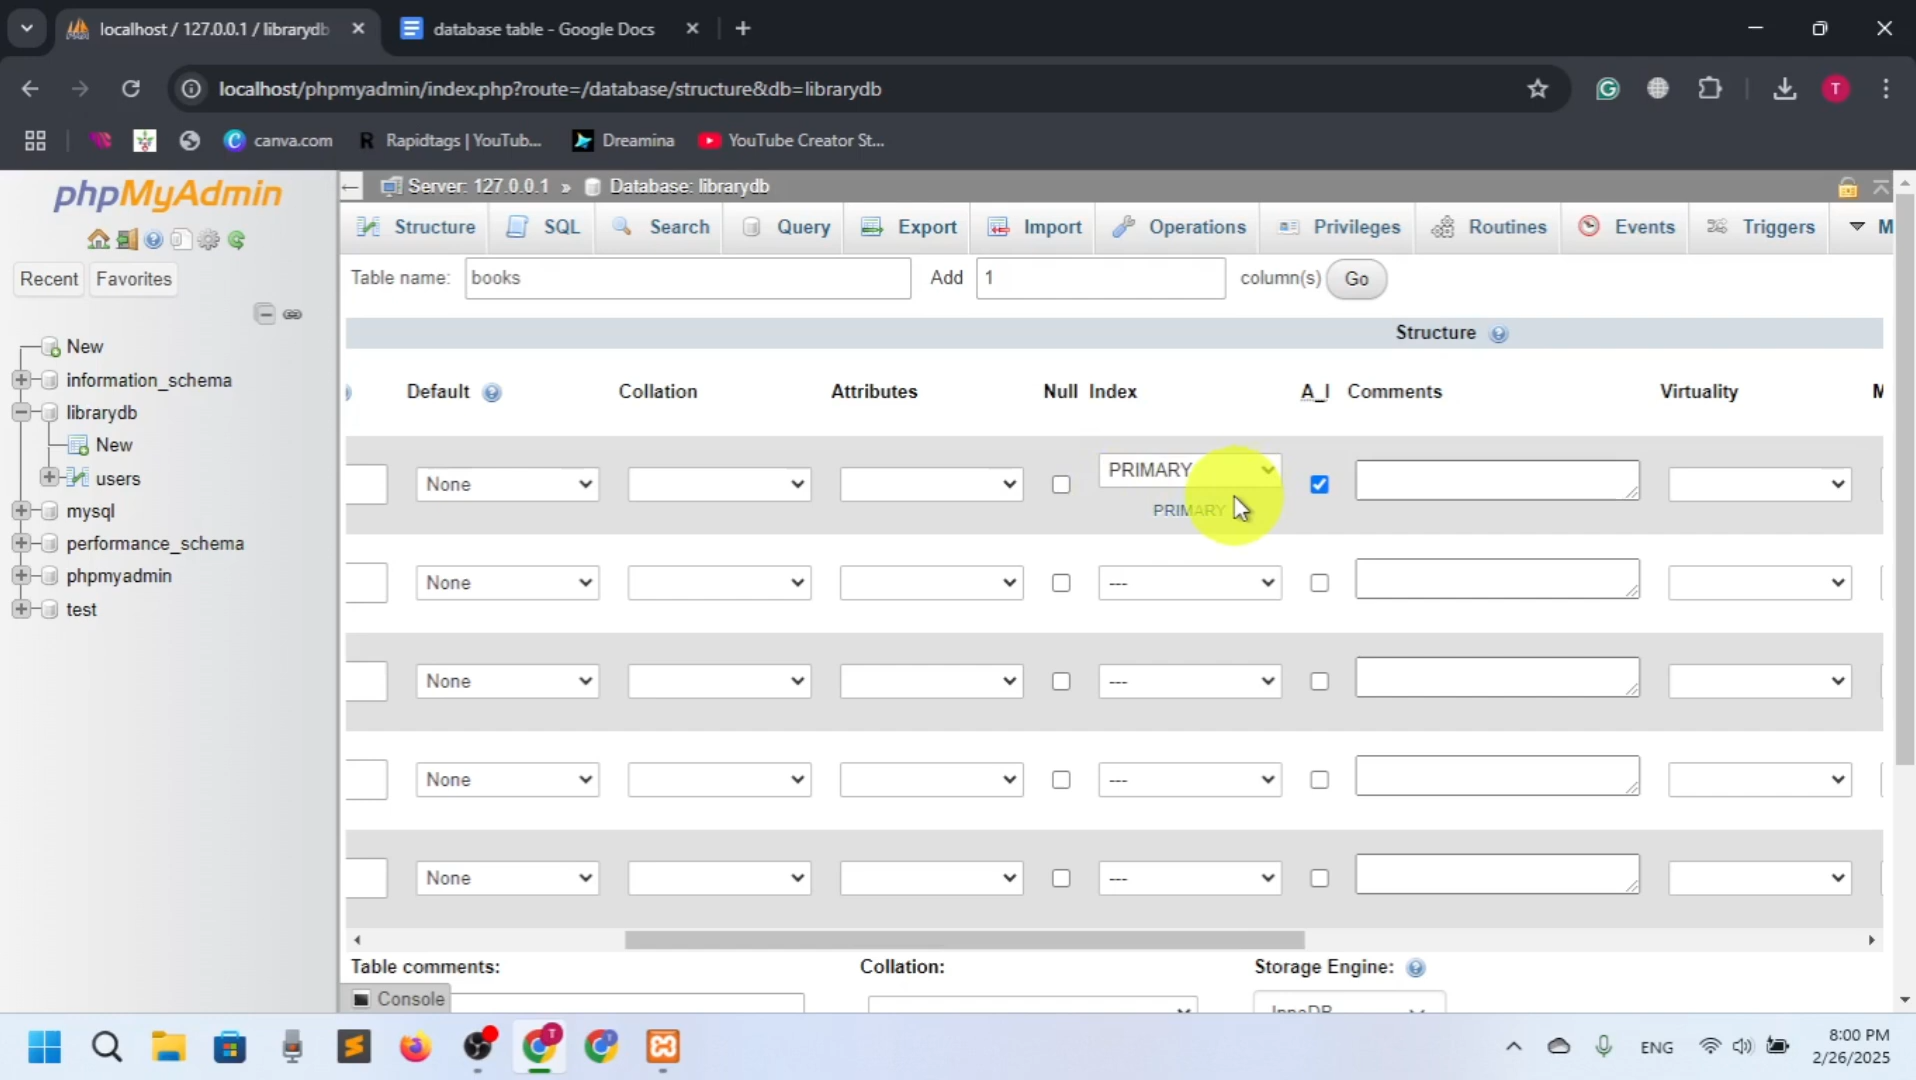 localhost / 127.0.0.1 / librarydb
database table - Google Docs
localhost/phpmyadmin/index.php?route=/database/structure&db=librarydb
canva.com
Rapidtags | YouTub...
Dreamina
YouTube Creator St...
phpMyAdmin
Recent
Favorites
New
information_schema
librarydb
New
users
mysql
performance_schema
phpmyadmin
test
Server: 127.0.0.1 » Database: librarydb
Structure SQL Search Query Export Import Operations Privileges Routines Events Triggers M
Table name: books Add 1 column(s) Go
Structure
Default Collation Attributes Null Index A_I Comments Virtuality M
None PRIMARY
PRIMARY
None ---
None ---
None ---
None ---
Table comments: Collation: Storage Engine:
InnoDB
Console
T
T
ENG
8:00 PM
2/26/2025